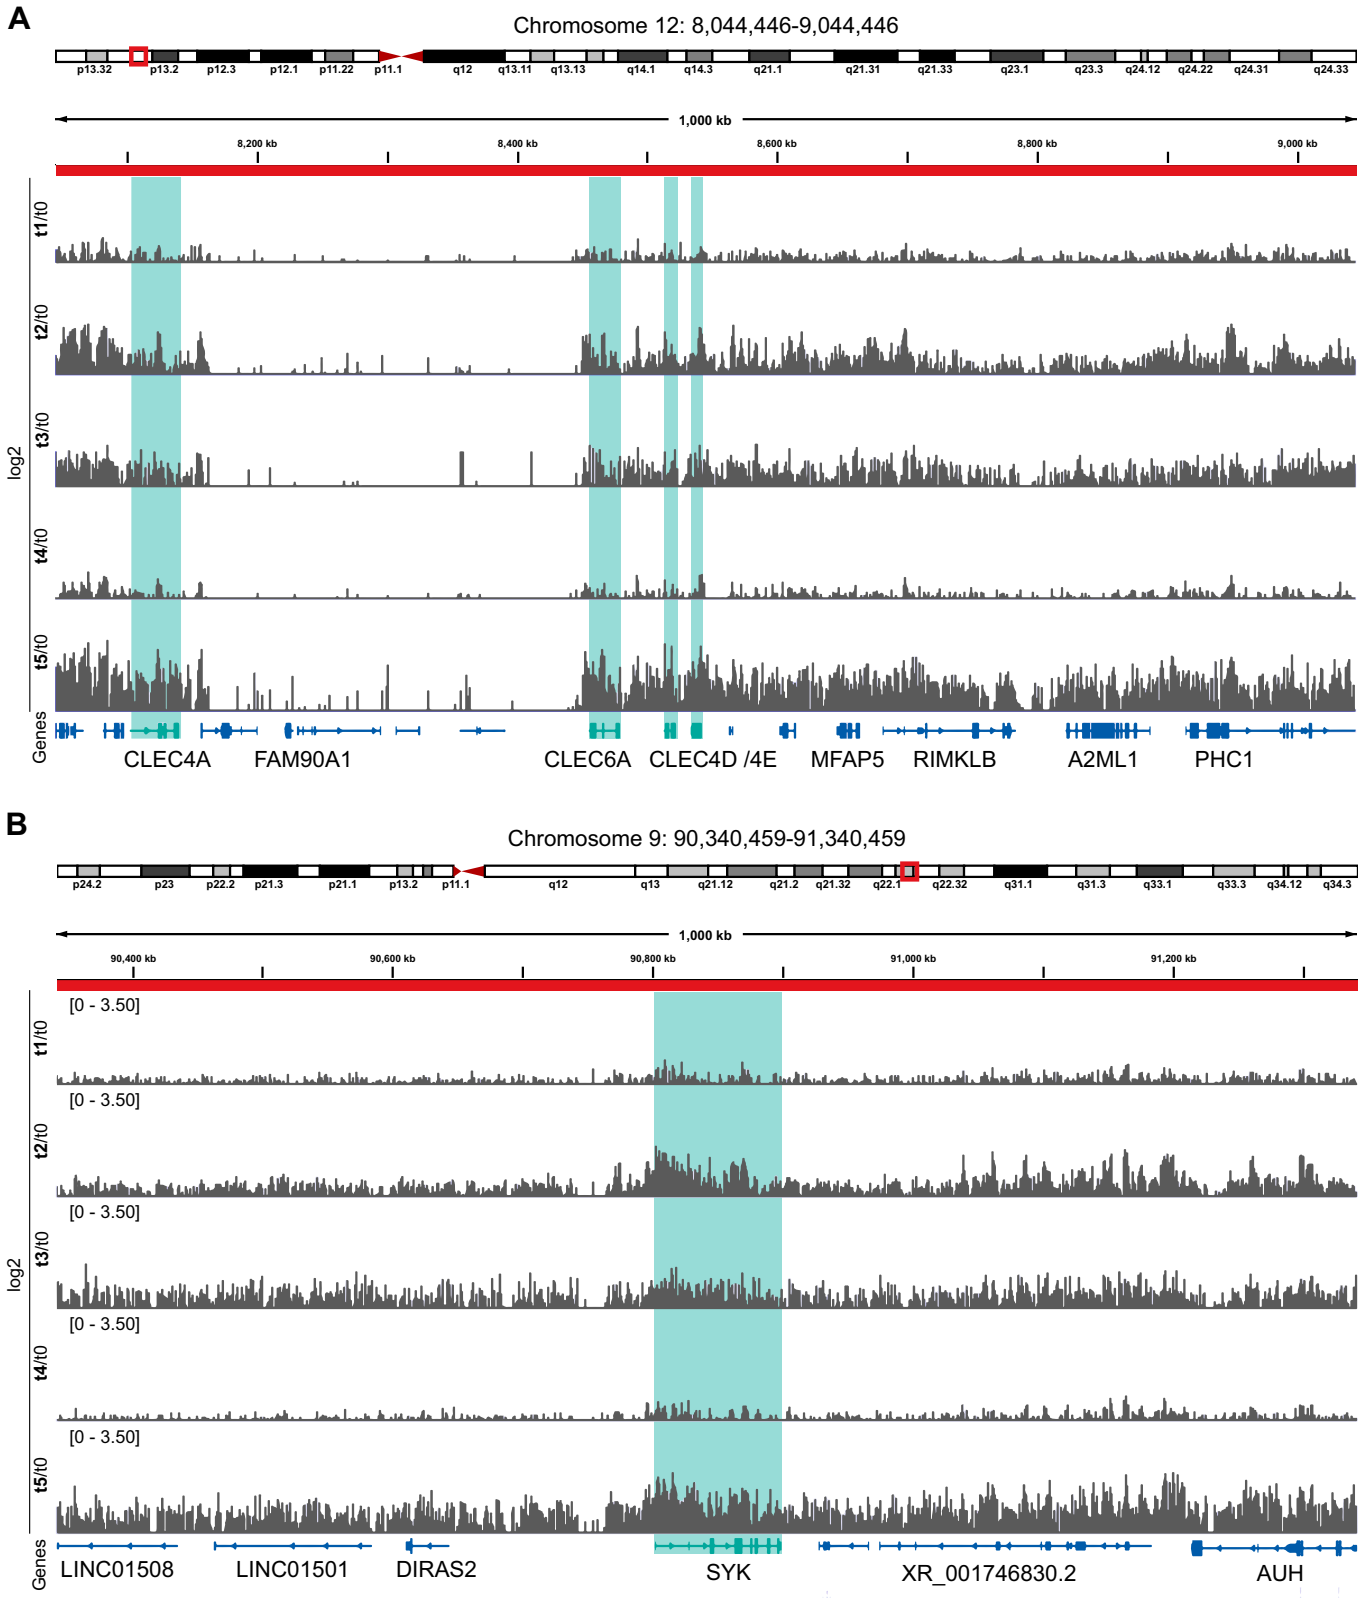 A
Chromosome 12: 8,044,446-9,044,446
p13.32 p13.2 p12.3 p12.1 p11.22 p11.1 q12 q13.11 q13.13 q14.1 q14.3 q21.1 q21.31 q21.33 q23.1 q23.3 q24.12 q24.22 q24.31 q24.33
1,000 kb
8,200 kb 8,400 kb 8,600 kb 8,800 kb 9,000 kb
t1/t0
t2/t0
t3/t0
log2
t4/t0
t5/t0
Genes
CLEC4A FAM90A1 CLEC6A CLEC4D /4E MFAP5 RIMKLB A2ML1 PHC1
B
Chromosome 9: 90,340,459-91,340,459
p24.2 p23 p22.2 p21.3 p21.1 p13.2 p11.1 q12 q13 q21.12 q21.2 q21.32 q22.1 q22.32 q31.1 q31.3 q33.1 q33.3 q34.12 q34.3
1,000 kb
90,400 kb 90,600 kb 90,800 kb 91,000 kb 91,200 kb
[0 - 3.50]
t1/t0
[0 - 3.50]
t2/t0
[0 - 3.50]
t3/t0
log2
[0 - 3.50]
t4/t0
[0 - 3.50]
t5/t0
Genes
LINC01508 LINC01501 DIRAS2 SYK XR_001746830.2 AUH